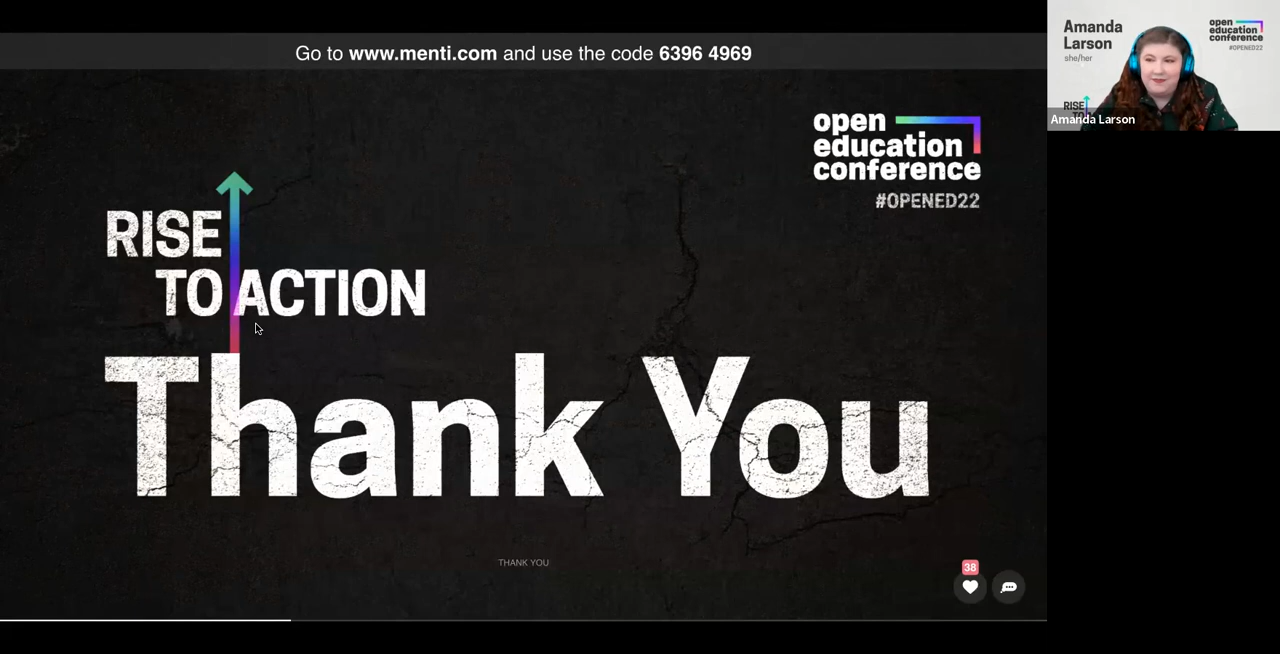 Go to www.menti.com and use the code 6396 4969
open
education
conference
#OPENED22
RISE
TO ACTION
Thank You
THANK YOU
38
Amanda
Larson
she/her
open
education
conference
#OPENED22
RISE
Amanda Larson